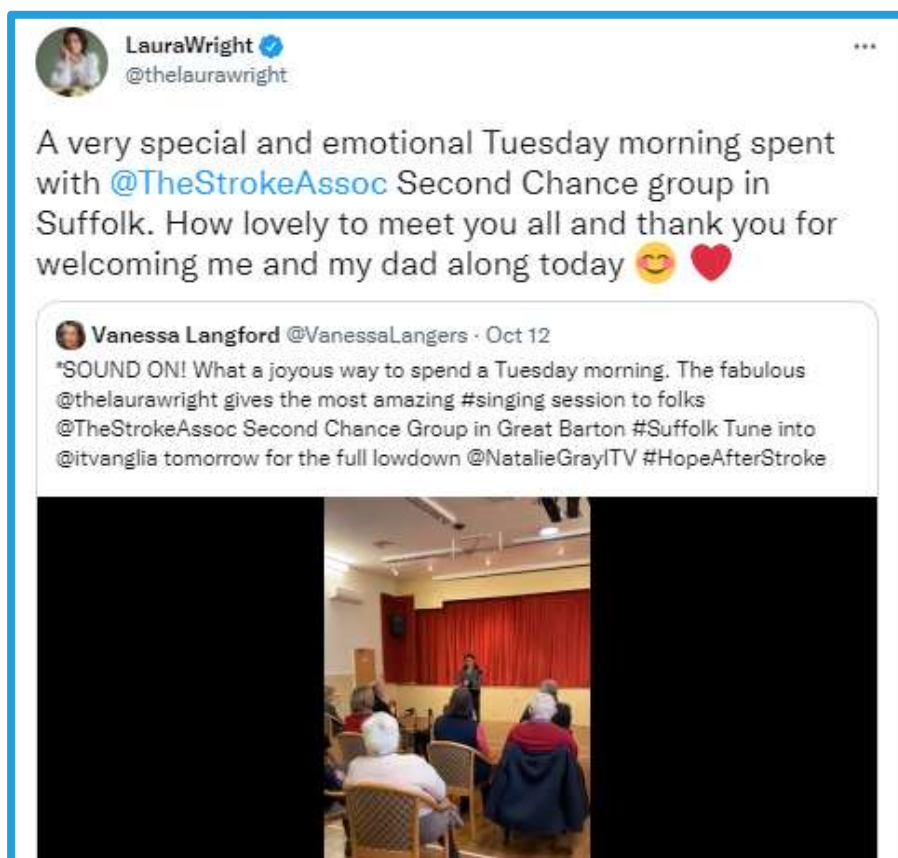 LauraWright
@thelaurawright
A very special and emotional Tuesday morning spent
with @TheStrokeAssoc Second Chance group in
Suffolk. How lovely to meet you all and thank you for
welcoming me and my dad along today 😊 ❤️
Vanessa Langford @VanessaLangers · Oct 12
*SOUND ON! What a joyous way to spend a Tuesday morning. The fabulous
@thelaurawright gives the most amazing #singing session to folks
@TheStrokeAssoc Second Chance Group in Great Barton #Suffolk Tune into
@itvanglia tomorrow for the full lowdown @NatalieGrayITV #HopeAfterStroke